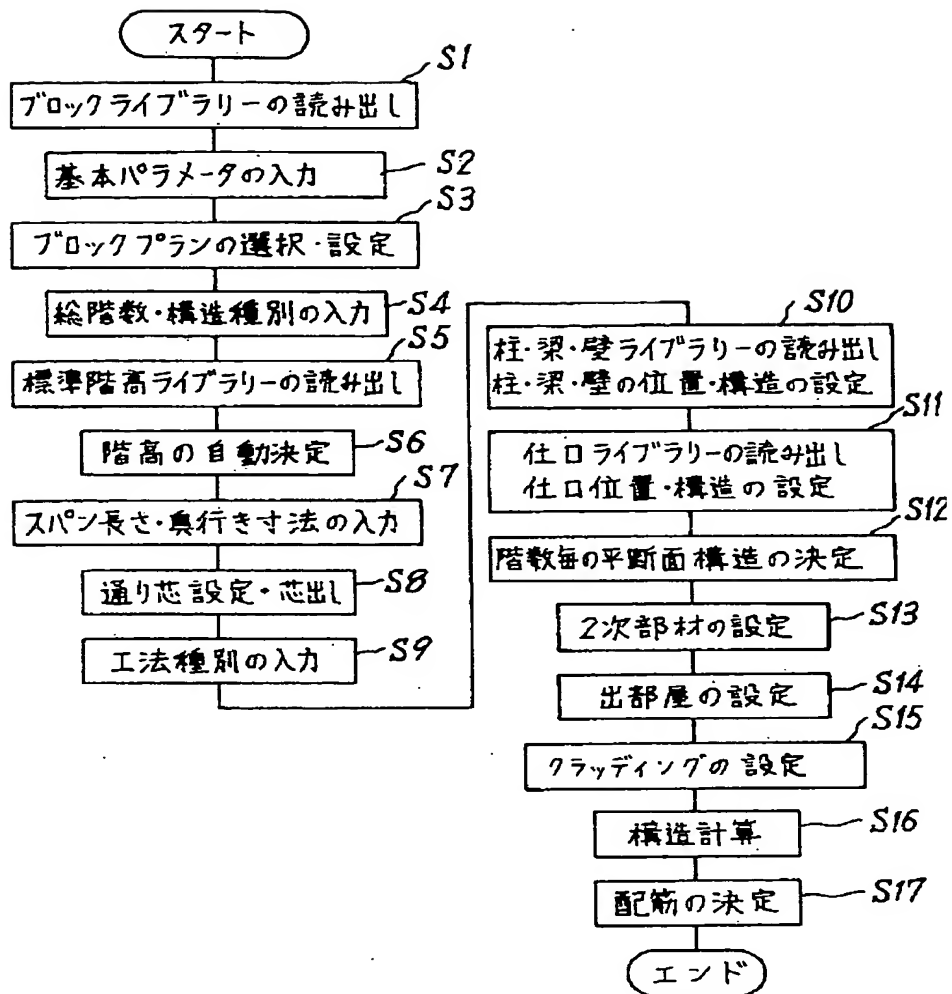 スタート
S1
ブロックライブラリーの読み出し
S2
基本パラメータの入力
S3
ブロックプランの選択・設定
S4
総階数・構造種別の入力
S5
標準階高ライブラリーの読み出し
S6
階高の自動決定
S7
スパン長さ・奥行き寸法の入力
S8
通り芯設定・芯出し
S9
工法種別の入力
S10
柱・梁・壁ライブラリーの読み出し
柱・梁・壁の位置・構造の設定
S11
仕口ライブラリーの読み出し
仕口位置・構造の設定
S12
階数毎の平断面構造の決定
S13
2次部材の設定
S14
出部屋の設定
S15
クラッディングの設定
S16
構造計算
S17
配筋の決定
エンド